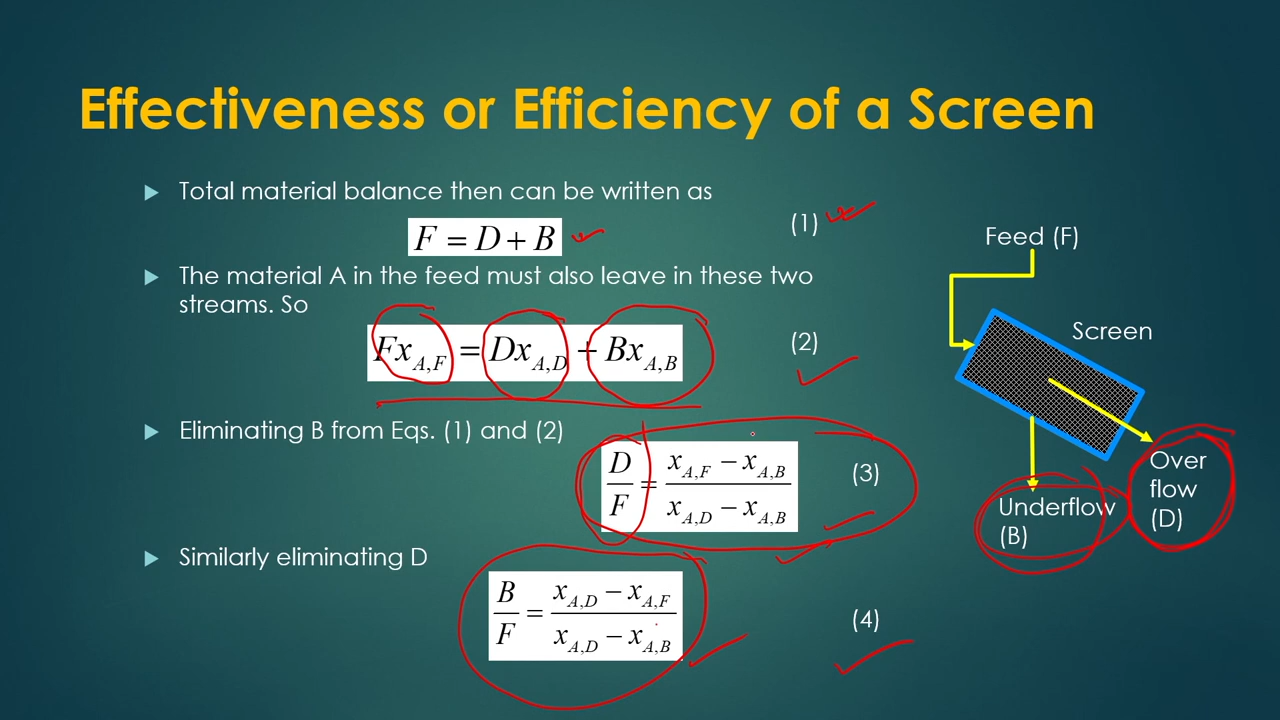 Effectiveness or Efficiency of a Screen
Total material balance then can be written as
F = D + B
(1)
The material A in the feed must also leave in these two
streams. So
Fx_{A,F} = Dx_{A,D} + Bx_{A,B}
(2)
Eliminating B from Eqs. (1) and (2)
D/F = (x_{A,F} − x_{A,B})/(x_{A,D} − x_{A,B})
(3)
Similarly eliminating D
B/F = (x_{A,D} − x_{A,F})/(x_{A,D} − x_{A,B})
(4)
Feed (F)
Screen
Over
flow
(D)
Underflow
(B)